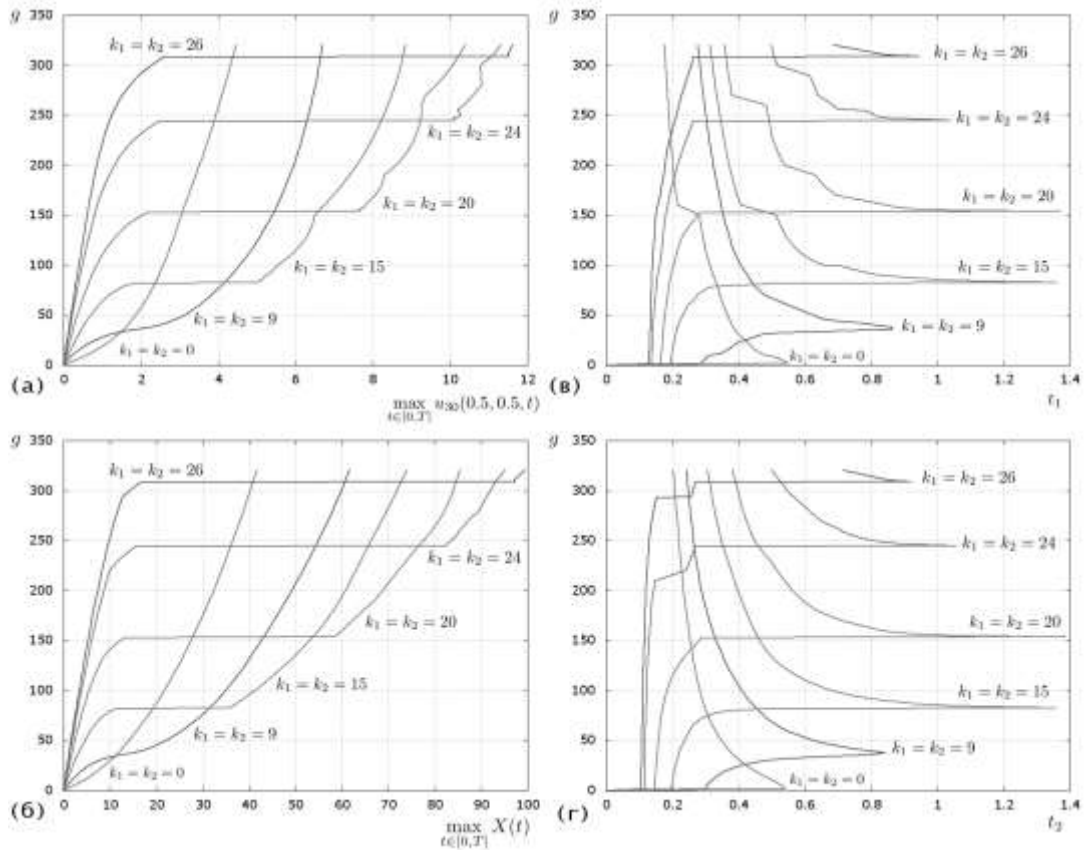 g
350
300
250
200
150
100
50
0
k₁ = k₂ = 26
k₁ = k₂ = 24
k₁ = k₂ = 20
k₁ = k₂ = 15
k₁ = k₂ = 9
k₁ = k₂ = 0
0 2 4 6 8 10 12
(а)
max u₃₀(0.5, 0.5, t)
t∈[0,T]
g
350
300
250
200
150
100
50
0
k₁ = k₂ = 26
k₁ = k₂ = 24
k₁ = k₂ = 20
k₁ = k₂ = 15
k₁ = k₂ = 9
k₁ = k₂ = 0
0 0.2 0.4 0.6 0.8 1 1.2 1.4
(в)
t₁
g
350
300
250
200
150
100
50
0
k₁ = k₂ = 26
k₁ = k₂ = 24
k₁ = k₂ = 20
k₁ = k₂ = 15
k₁ = k₂ = 9
k₁ = k₂ = 0
0 10 20 30 40 50 60 70 80 90 100
(б)
max X(t)
t∈[0,T]
g
350
300
250
200
150
100
50
0
k₁ = k₂ = 26
k₁ = k₂ = 24
k₁ = k₂ = 20
k₁ = k₂ = 15
k₁ = k₂ = 9
k₁ = k₂ = 0
0 0.2 0.4 0.6 0.8 1 1.2 1.4
(г)
t₂